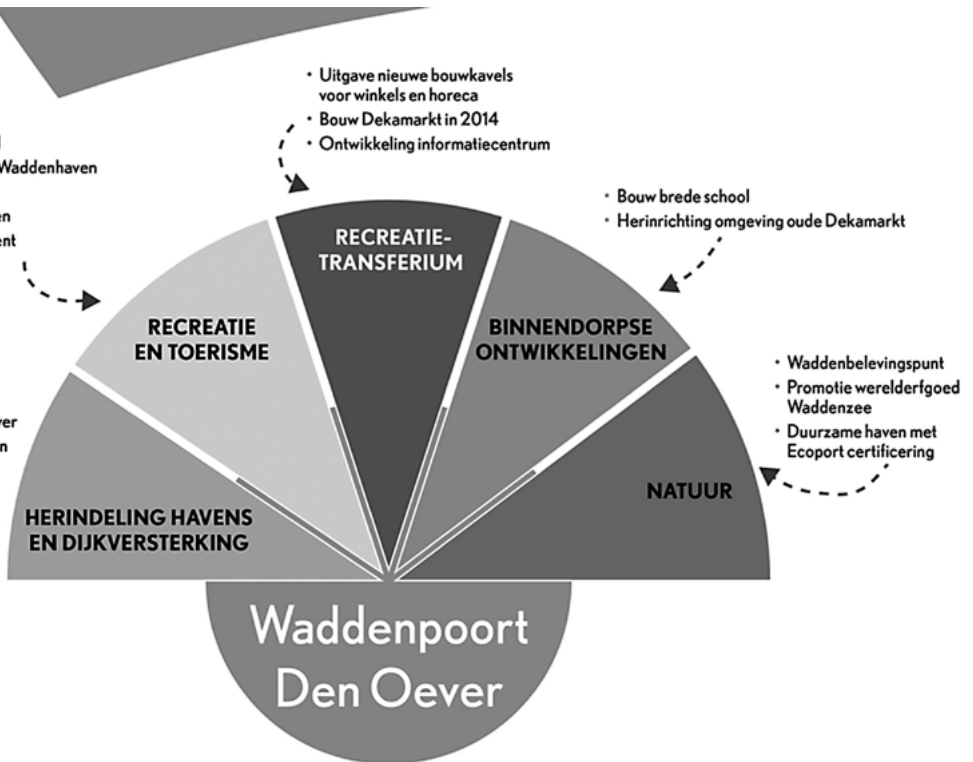 • Uitgave nieuwe bouwkavels
voor winkels en horeca
• Bouw Dekamarkt in 2014
• Ontwikkeling informatiecentrum
Waddenhaven
• Bouw brede school
• Herinrichting omgeving oude Dekamarkt
RECREATIE-
TRANSFERIUM
RECREATIE
EN TOERISME
BINNENDORPSE
ONTWIKKELINGEN
• Waddenbelevingspunt
• Promotie werelderfgoed
Waddenzee
• Duurzame haven met
Ecoport certificering
NATUUR
HERINDELING HAVENS
EN DIJKVERSTERKING
Waddenpoort
Den Oever